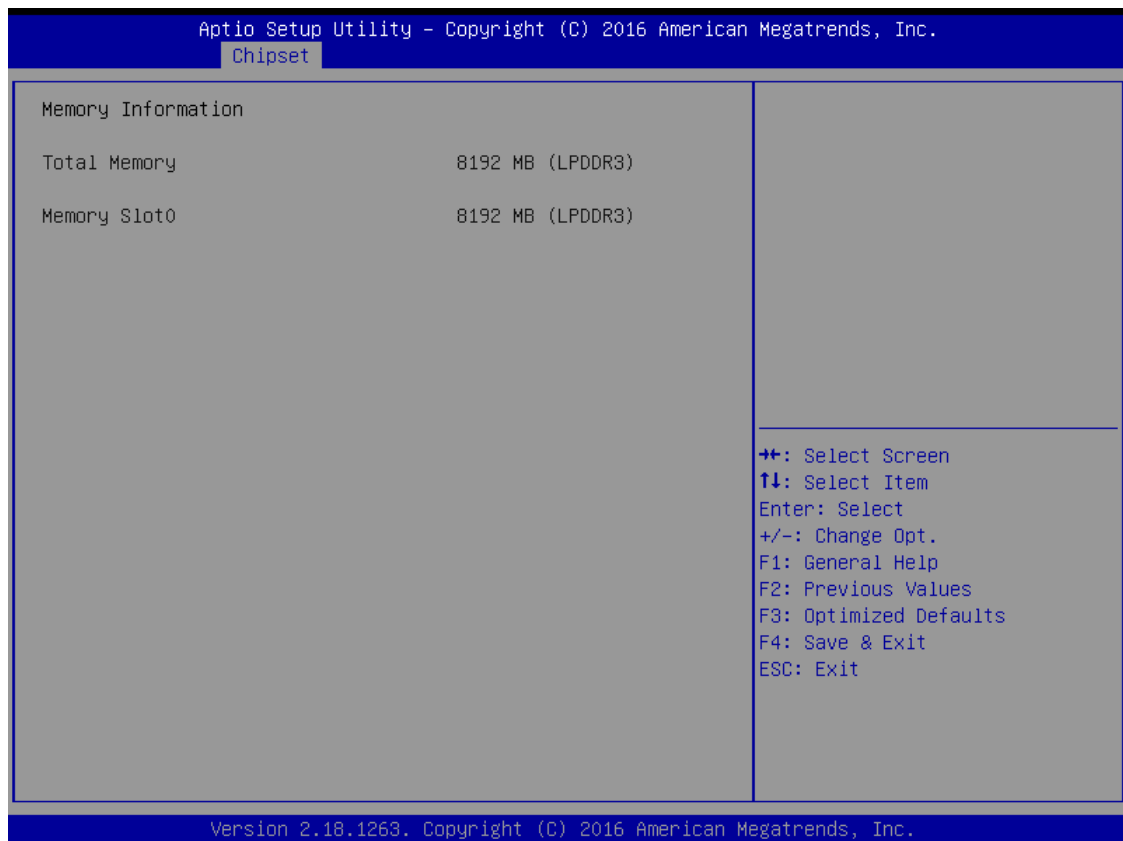 Aptio Setup Utility – Copyright (C) 2016 American Megatrends, Inc.
Chipset
Memory Information
Total Memory 8192 MB (LPDDR3)
Memory Slot0 8192 MB (LPDDR3)
→←: Select Screen
↑↓: Select Item
Enter: Select
+/-: Change Opt.
F1: General Help
F2: Previous Values
F3: Optimized Defaults
F4: Save & Exit
ESC: Exit
Version 2.18.1263. Copyright (C) 2016 American Megatrends, Inc.